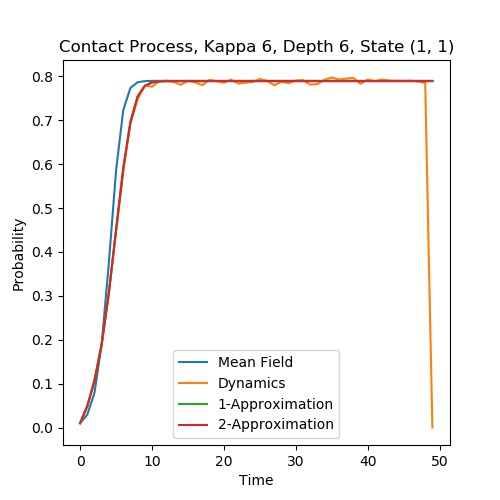 Contact Process, Kappa 6, Depth 6, State (1, 1)
0.8
0.7
0.6
0.5
0.4
0.3
0.2
0.1
0.0
Probability
Mean Field
Dynamics
1-Approximation
2-Approximation
0 10 20 30 40 50
Time